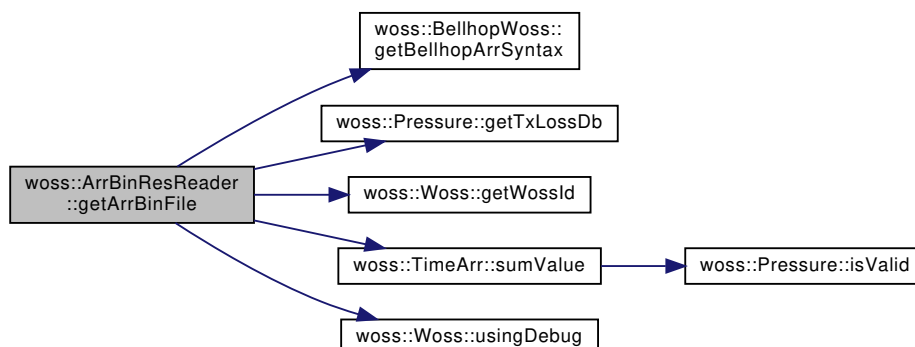 woss::BellhopWoss::
getBellhopArrSyntax
woss::Pressure::getTxLossDb
woss::ArrBinResReader
::getArrBinFile
woss::Woss::getWossId
woss::TimeArr::sumValue
woss::Pressure::isValid
woss::Woss::usingDebug